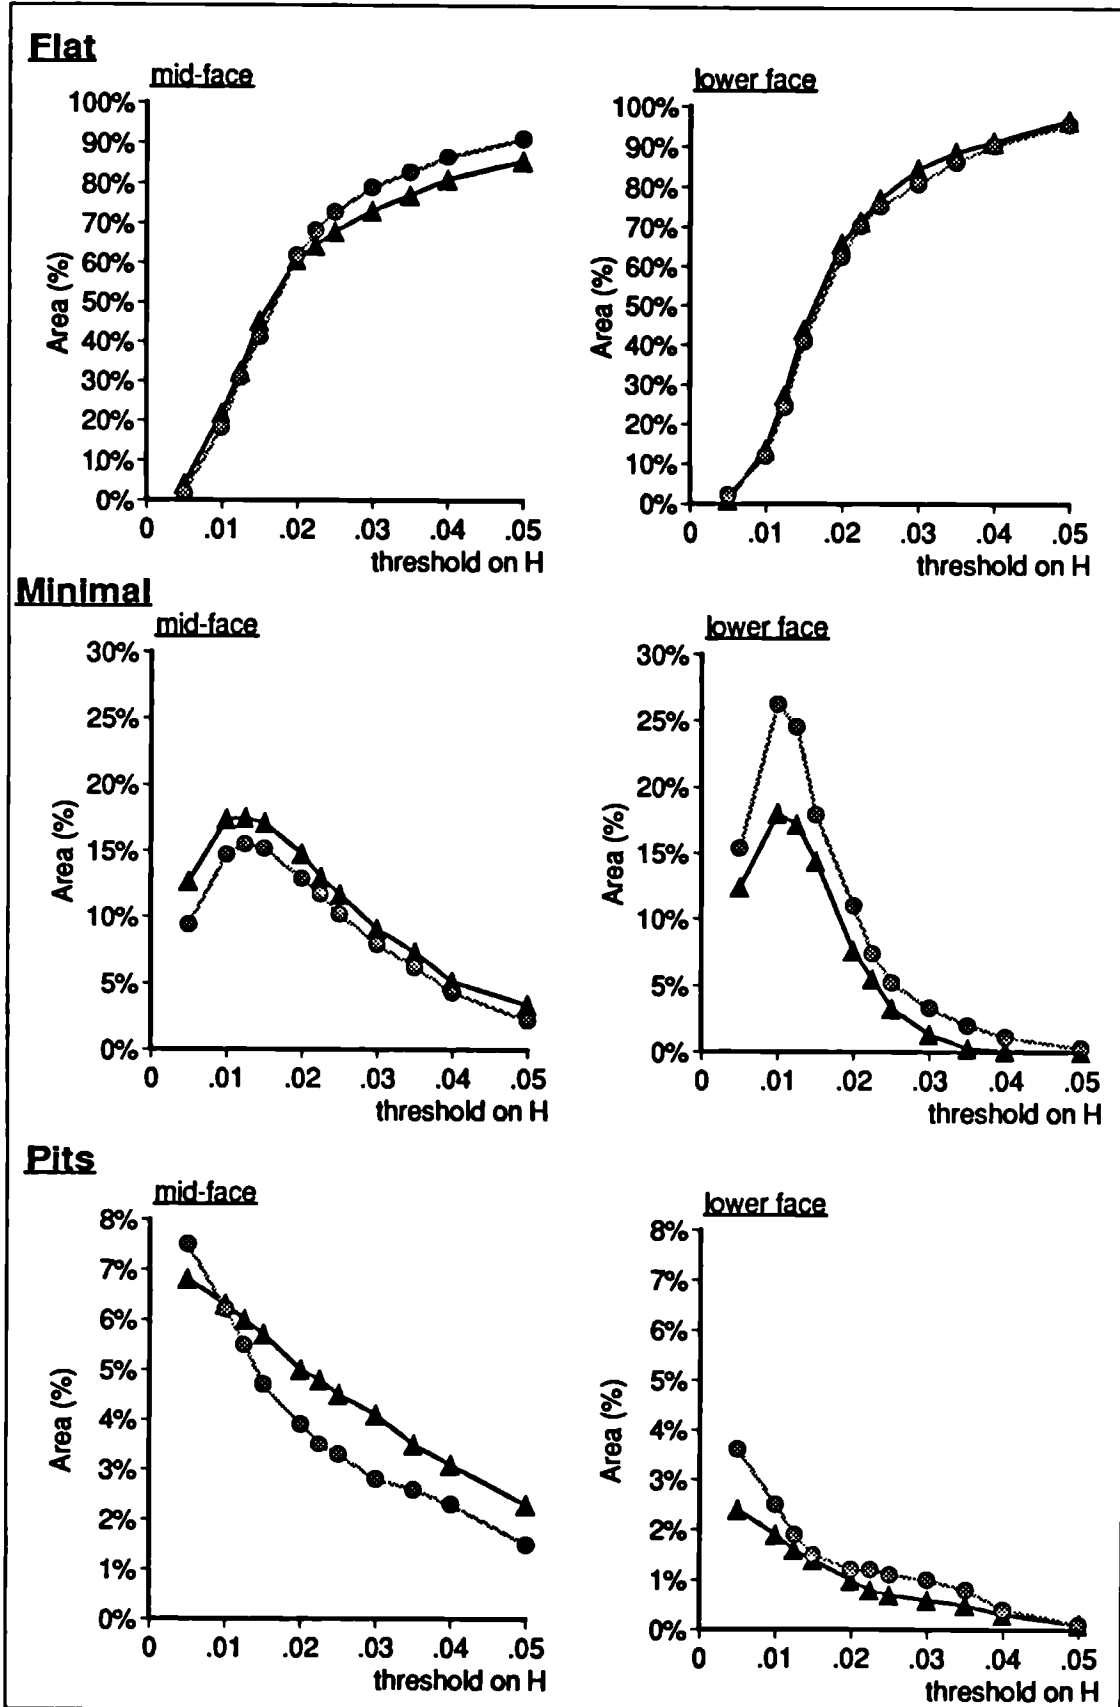 Flat
mid-face
100%
90%
80%
70%
60%
50%
40%
30%
20%
10%
0%
Area (%)
0 .01 .02 .03 .04 .05
threshold on H
lower face
100%
90%
80%
70%
60%
50%
40%
30%
20%
10%
0%
Area (%)
0 .01 .02 .03 .04 .05
threshold on H
Minimal
mid-face
30%
25%
20%
15%
10%
5%
0%
Area (%)
0 .01 .02 .03 .04 .05
threshold on H
lower face
30%
25%
20%
15%
10%
5%
0%
Area (%)
0 .01 .02 .03 .04 .05
threshold on H
Pits
mid-face
8%
7%
6%
5%
4%
3%
2%
1%
0%
Area (%)
0 .01 .02 .03 .04 .05
threshold on H
lower face
8%
7%
6%
5%
4%
3%
2%
1%
0%
Area (%)
0 .01 .02 .03 .04 .05
threshold on H